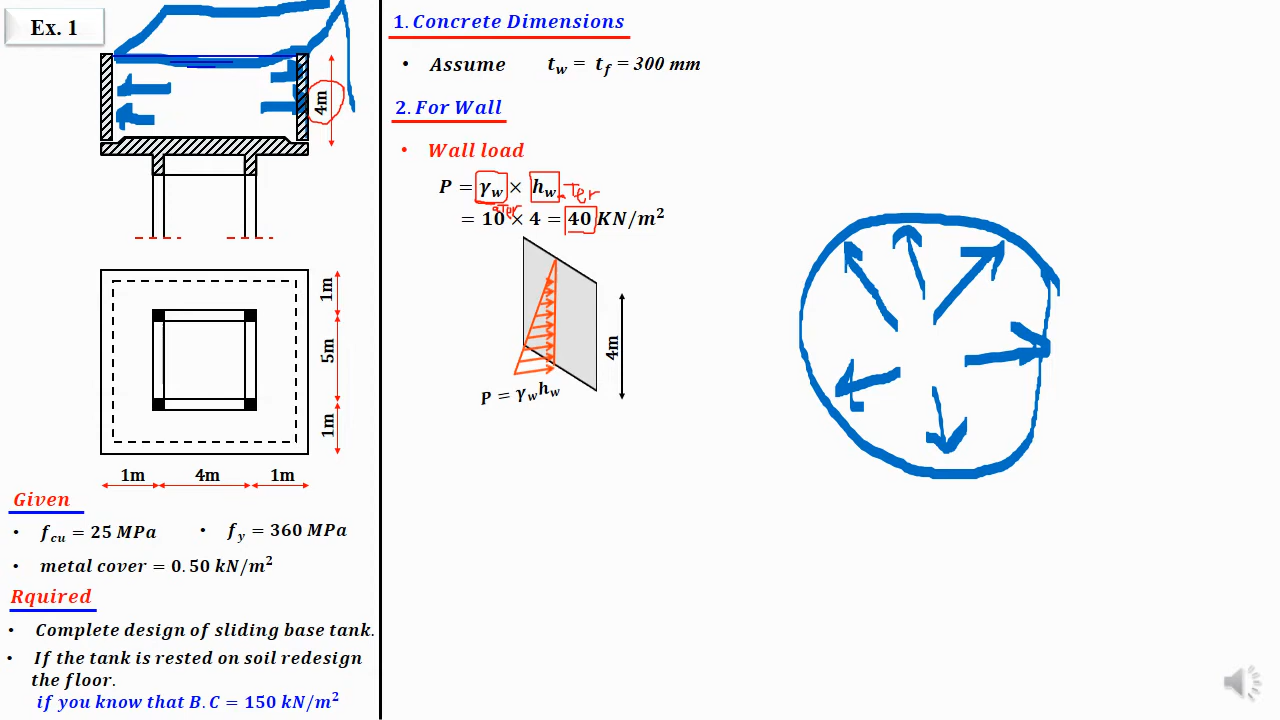 Ex. 1
4m
1m
5m
1m
1m 4m 1m
Given
• f_cu = 25 MPa • f_y = 360 MPa
• metal cover = 0.50 kN/m²
Rquired
• Complete design of sliding base tank.
• If the tank is rested on soil redesign
the floor.
if you know that B.C = 150 kN/m²
1. Concrete Dimensions
• Assume t_w = t_f = 300 mm
2. For Wall
• Wall load
P = γ_w × h_w
ater
ter
= 10 × 4 = 40 KN/m²
4m
P = γ_w h_w